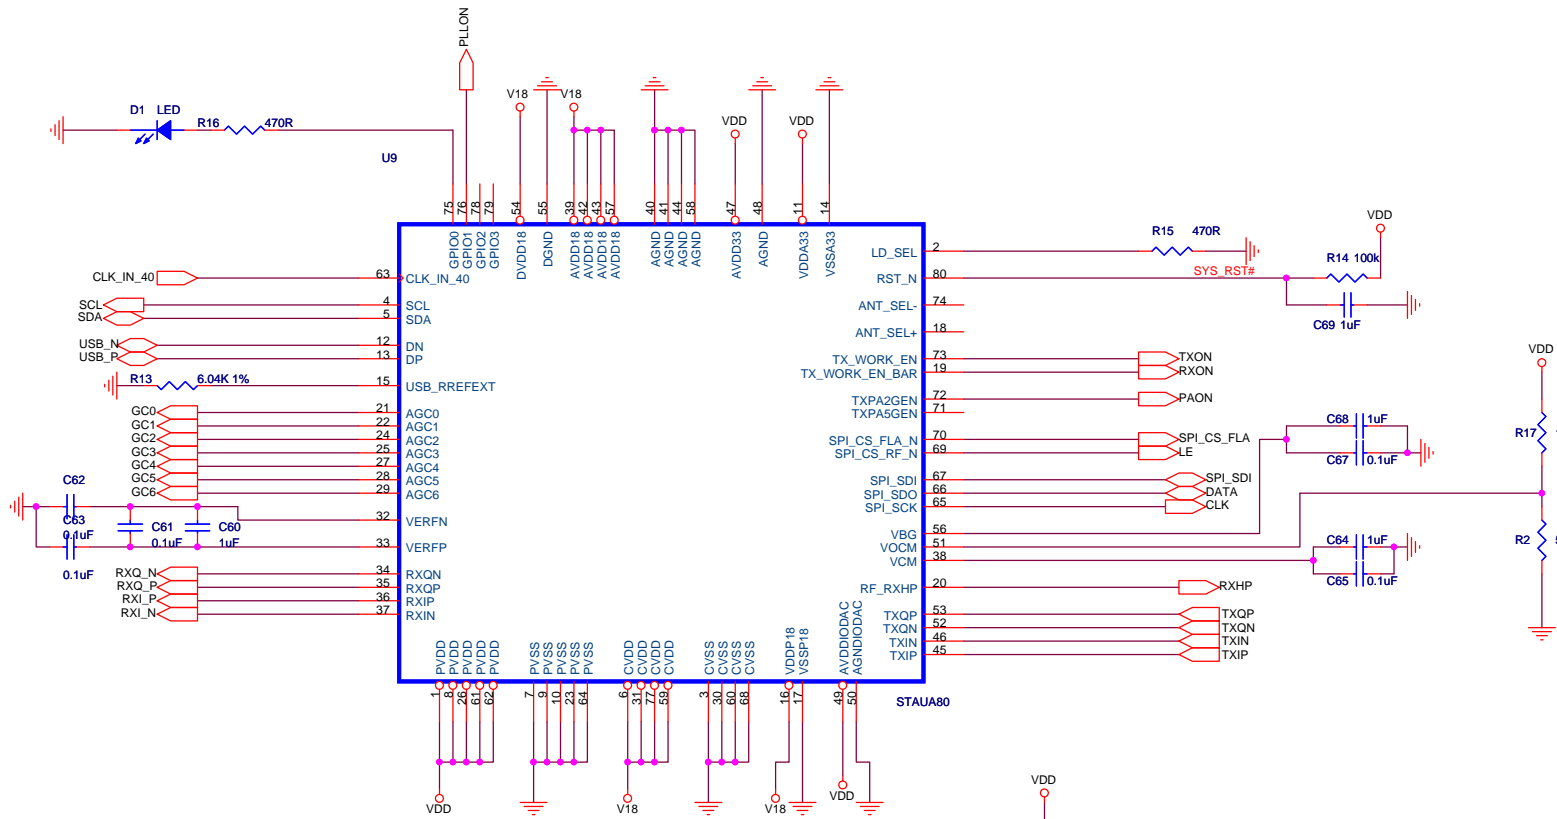 PLLON
D1 LED
R16 470R
U9
V18
V18
VDD
VDD
75
76
78
79
54
55
39
42
43
57
40
41
44
58
47
48
11
14
GPIO0
GPIO1
GPIO2
GPIO3
DVDD18
DGND
AVDD18
AVDD18
AVDD18
AVDD18
AGND
AGND
AGND
AGND
AVDD33
AGND
VDDA33
VSSA33
CLK_IN_40 63 CLK_IN_40
SCL 4 SCL
SDA 5 SDA
USB_N 12 DN
USB_P 13 DP
R13 6.04K 1% 15 USB_RREFEXT
GC0 21 AGC0
GC1 22 AGC1
GC2 24 AGC2
GC3 25 AGC3
GC4 27 AGC4
GC5 28 AGC5
GC6 29 AGC6
C62
C63
0.1uF
C61
0.1uF
C60
1uF
0.1uF
32 VERFN
33 VERFP
RXQ_N 34 RXQN
RXQ_P 35 RXQP
RXI_P 36 RXIP
RXI_N 37 RXIN
LD_SEL 2 R15 470R
RST_N 80 SYS_RST#
R14 100k
VDD
C69 1uF
ANT_SEL- 74
ANT_SEL+ 18
TX_WORK_EN 73 TXON
TX_WORK_EN_BAR 19 RXON
TXPA2GEN 72 PAON
TXPA5GEN 71
SPI_CS_FLA_N 70 SPI_CS_FLA
SPI_CS_RF_N 69 LE
SPI_SDI 67 SPI_SDI
SPI_SDO 66 DATA
SPI_SCK 65 CLK
VBG 56
VOCM 51
VCM 38
C68 1uF
C67 0.1uF
C64 1uF
C65 0.1uF
VDD
R17
R2
RF_RXHP 20 RXHP
TXQP 53 TXQP
TXQN 52 TXQN
TXIN 46 TXIN
TXIP 45 TXIP
PVDD
PVDD
PVDD
PVDD
PVDD
PVSS
PVSS
PVSS
PVSS
PVSS
CVDD
CVDD
CVDD
CVDD
CVSS
CVSS
CVSS
CVSS
VDDP18
VSSP18
AVDDIODAC
AGNDIODAC
1
8
26
61
62
7
9
10
23
64
6
31
77
59
3
30
60
68
16
17
49
50
STAUA80
VDD
V18
V18
VDD
VDD